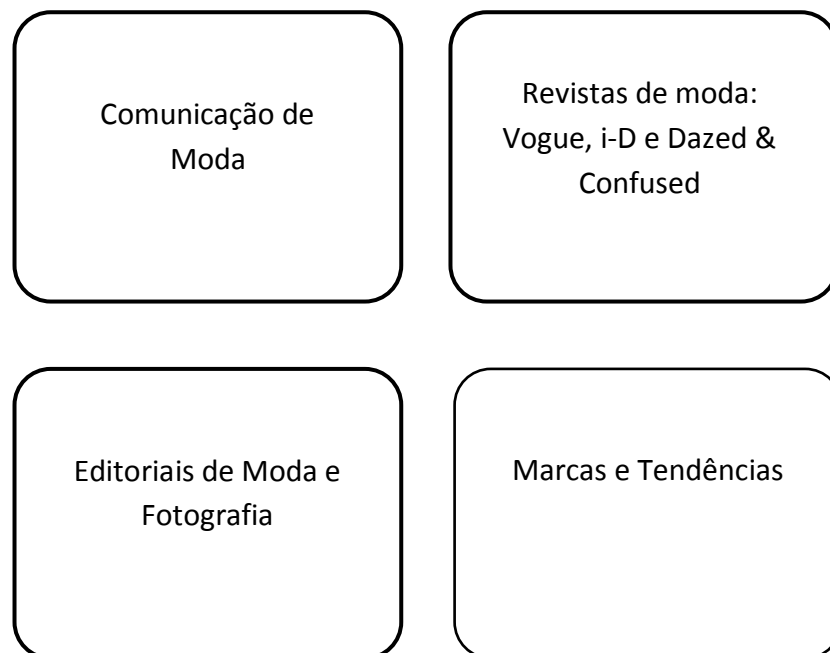 Comunicação de
Moda
Revistas de moda:
Vogue, i-D e Dazed &
Confused
Editoriais de Moda e
Fotografia
Marcas e Tendências